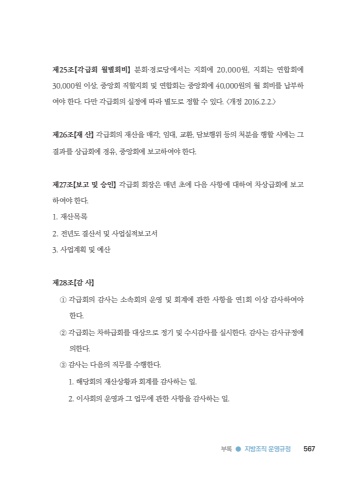 제25조【각급회 월별회비】 분회·경로당에서는 지회에 20,000원, 지회는 연합회에
30,000원 이상, 중앙회 직할지회 및 연합회는 중앙회에 40,000원의 월 회비를 납부하
여야 한다. 다만 각급회의 실정에 따라 별도로 정할 수 있다. <개정 2016.2.2.>
제26조【재 산】 각급회의 재산을 매각, 임대, 교환, 담보행위 등의 처분을 행할 시에는 그
결과를 상급회에 경유, 중앙회에 보고하여야 한다.
제27조【보고 및 승인】 각급회 회장은 매년 초에 다음 사항에 대하여 차상급회에 보고
하여야 한다.
1. 재산목록
2. 전년도 결산서 및 사업실적보고서
3. 사업계획 및 예산
제28조【감 사】
① 각급회의 감사는 소속회의 운영 및 회계에 관한 사항을 연1회 이상 감사하여야
한다.
② 각급회는 차하급회를 대상으로 정기 및 수시감사를 실시한다. 감사는 감사규정에
의한다.
③ 감사는 다음의 직무를 수행한다.
1. 해당회의 재산상황과 회계를 감사하는 일.
2. 이사회의 운영과 그 업무에 관한 사항을 감사하는 일.
부록 ● 지방조직 운영규정 567